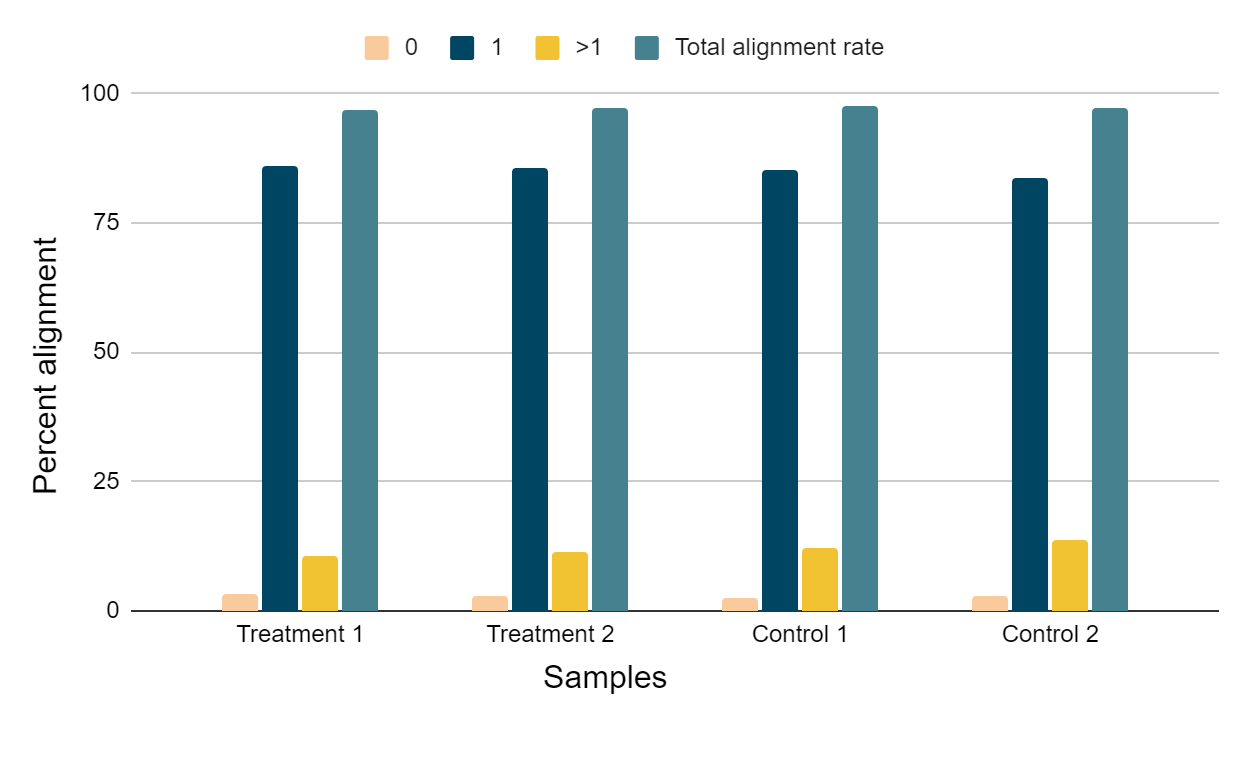 0 1 >1 Total alignment rate
100
75
50
25
0
Percent alignment
Treatment 1 Treatment 2 Control 1 Control 2
Samples